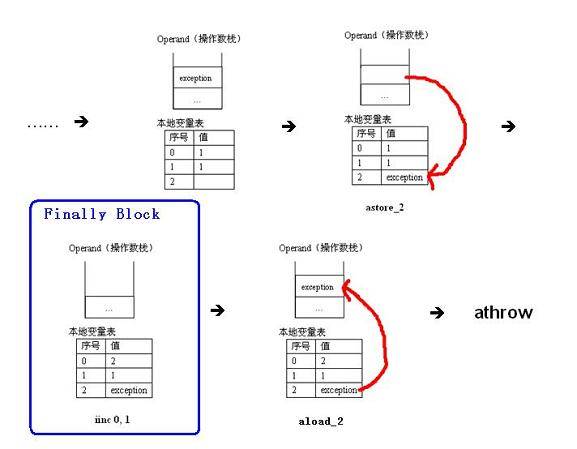 Operand（操作数栈）
exception
...
本地变量表
序号 值
0 1
1 1
2
......
Operand（操作数栈）
...
本地变量表
序号 值
0 1
1 1
2 exception
astore_2
Finally Block
Operand（操作数栈）
...
本地变量表
序号 值
0 2
1 1
2 exception
iinc 0, 1
Operand（操作数栈）
exception
...
本地变量表
序号 值
0 2
1 1
2 exception
aload_2
athrow